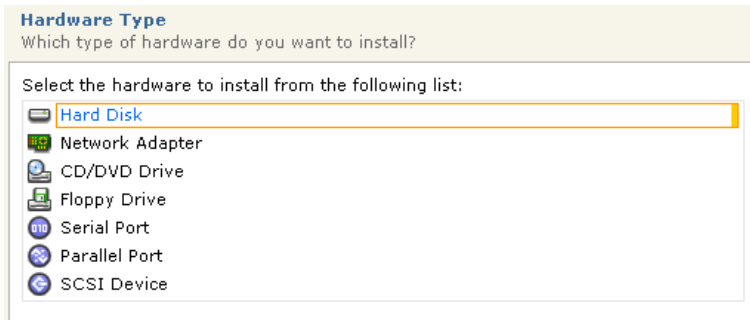 Hardware Type
Which type of hardware do you want to install?
Select the hardware to install from the following list:
Hard Disk
Network Adapter
CD/DVD Drive
Floppy Drive
Serial Port
Parallel Port
SCSI Device